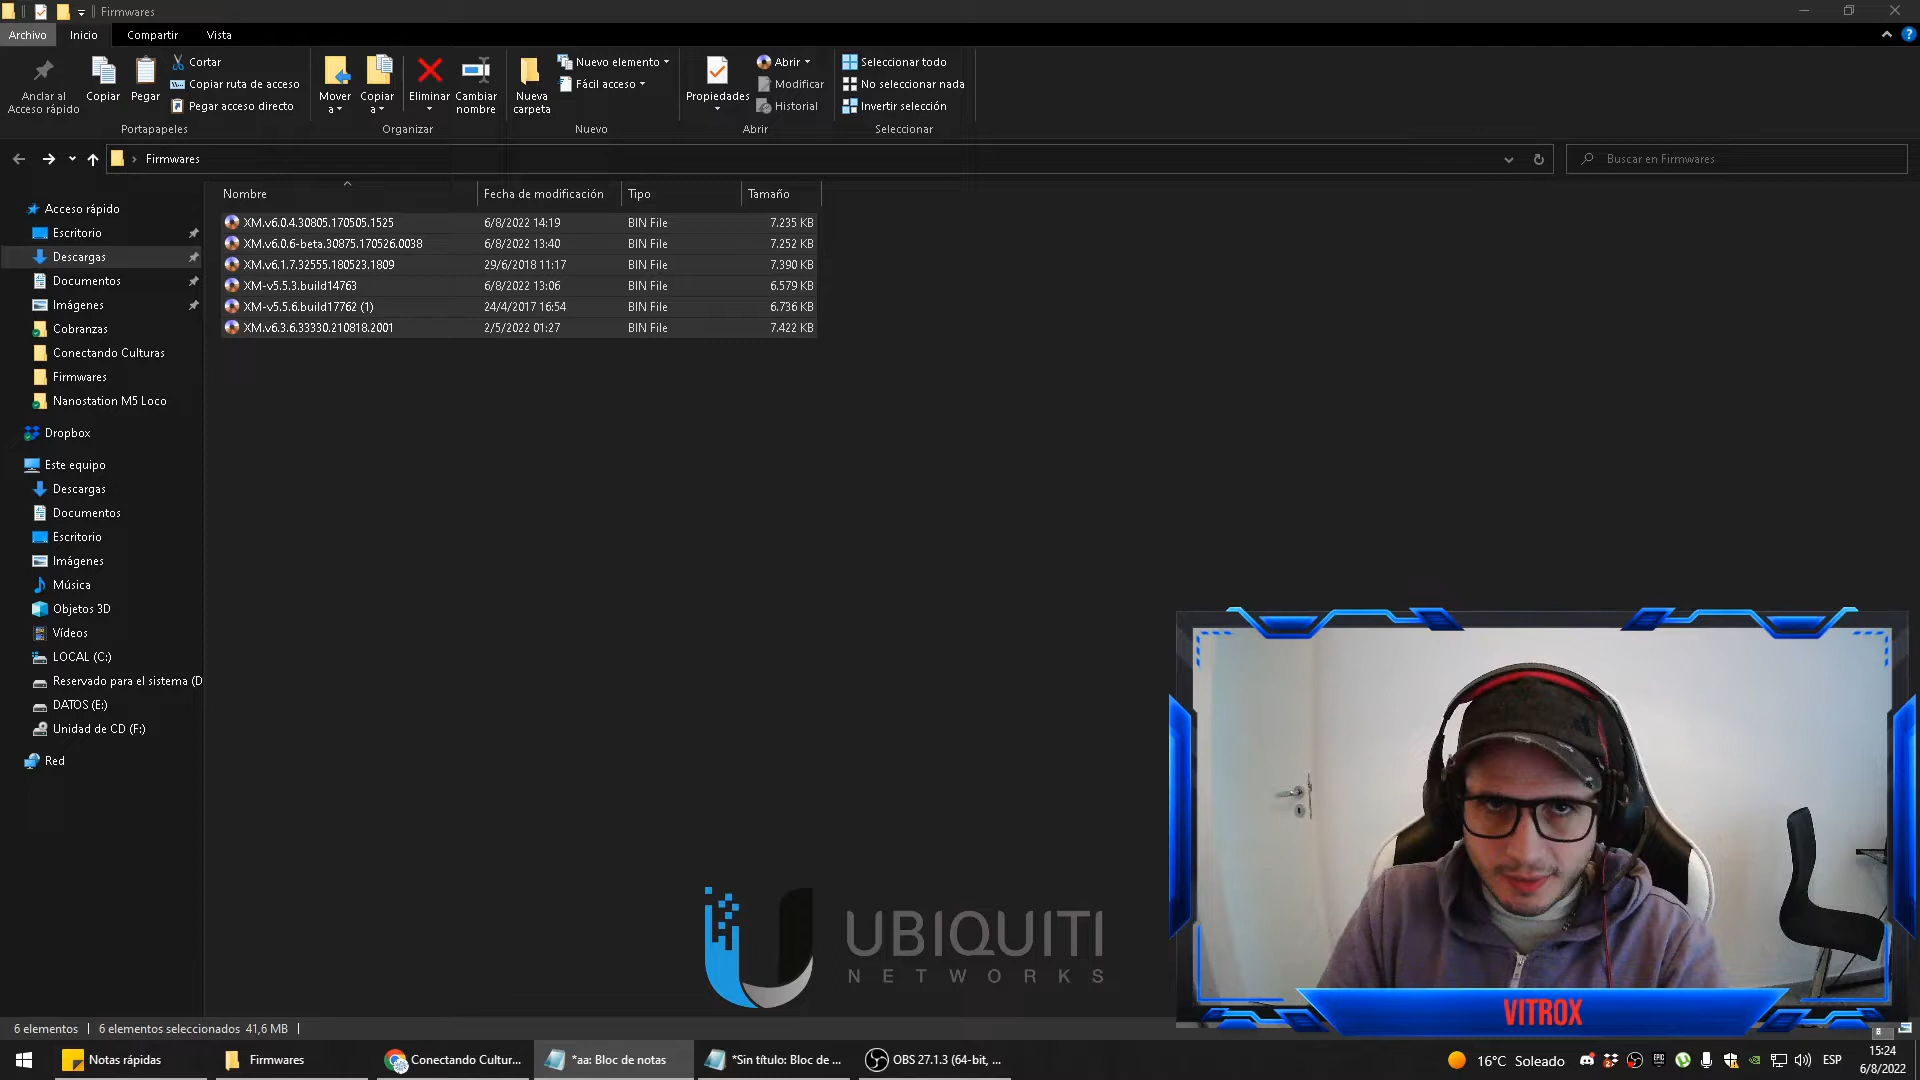 Firmwares
Archivo
Inicio
Compartir
Vista
Anclar al
Acceso rápido
Copiar
Pegar
Cortar
Copiar ruta de acceso
Pegar acceso directo
Portapapeles
Mover
a
Copiar
a
Eliminar
Cambiar
nombre
Organizar
Nueva
carpeta
Nuevo elemento
Fácil acceso
Nuevo
Propiedades
Abrir
Modificar
Historial
Abrir
Seleccionar todo
No seleccionar nada
Invertir selección
Seleccionar
Firmwares
Buscar en Firmwares
Nombre
Fecha de modificación
Tipo
Tamaño
XM.v6.0.4.30805.170505.1525 6/8/2022 14:19 BIN File 7.235 KB
XM.v6.0.6-beta.30875.170526.0038 6/8/2022 13:40 BIN File 7.252 KB
XM.v6.1.7.32555.180523.1809 29/6/2018 11:17 BIN File 7.390 KB
XM-v5.5.3.build14763 6/8/2022 13:06 BIN File 6.579 KB
XM-v5.5.6.build17762 (1) 24/4/2017 16:54 BIN File 6.736 KB
XM.v6.3.6.33330.210818.2001 2/5/2022 01:27 BIN File 7.422 KB
Acceso rápido
Escritorio
Descargas
Documentos
Imágenes
Cobranzas
Conectando Culturas
Firmwares
Nanostation M5 Loco
Dropbox
Este equipo
Descargas
Documentos
Escritorio
Imágenes
Música
Objetos 3D
Vídeos
LOCAL (C:)
Reservado para el sistema (D
DATOS (E:)
Unidad de CD (F:)
Red
UBIQUITI
NETWORKS
VITROX
6 elementos
6 elementos seleccionados 41,6 MB
Notas rápidas
Firmwares
Conectando Cultur...
*aa: Bloc de notas
*Sin título: Bloc de ...
OBS 27.1.3 (64-bit, ...
16°C Soleado
ESP
15:24
6/8/2022